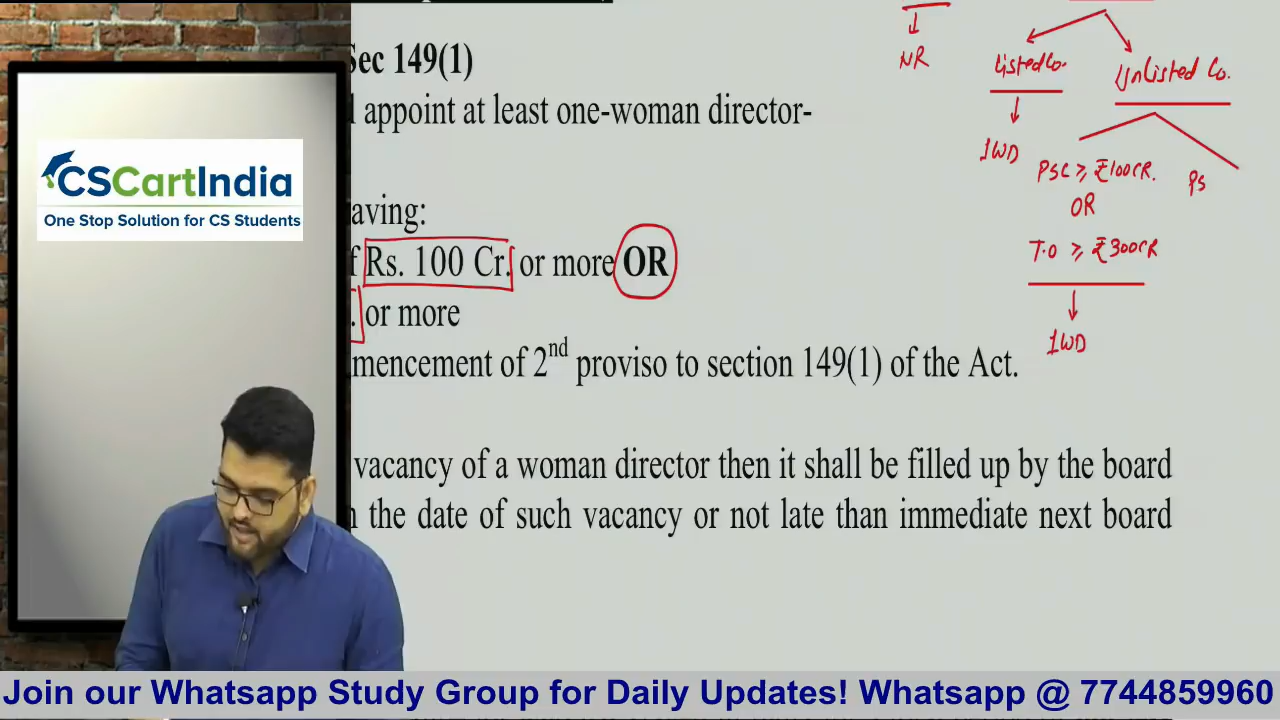 Sec 149(1)
appoint at least one-woman director-
CSCartIndia
One Stop Solution for CS Students
aving:
Rs. 100 Cr. or more OR
. or more
mencement of 2nd proviso to section 149(1) of the Act.
vacancy of a woman director then it shall be filled up by the board
the date of such vacancy or not late than immediate next board
NR
Listed Co.
UnListed Co.
1WD
PSC ≥ ₹100CR.
OR
T.O ≥ ₹300CR
1WD
PS
Join our Whatsapp Study Group for Daily Updates! Whatsapp @ 7744859960